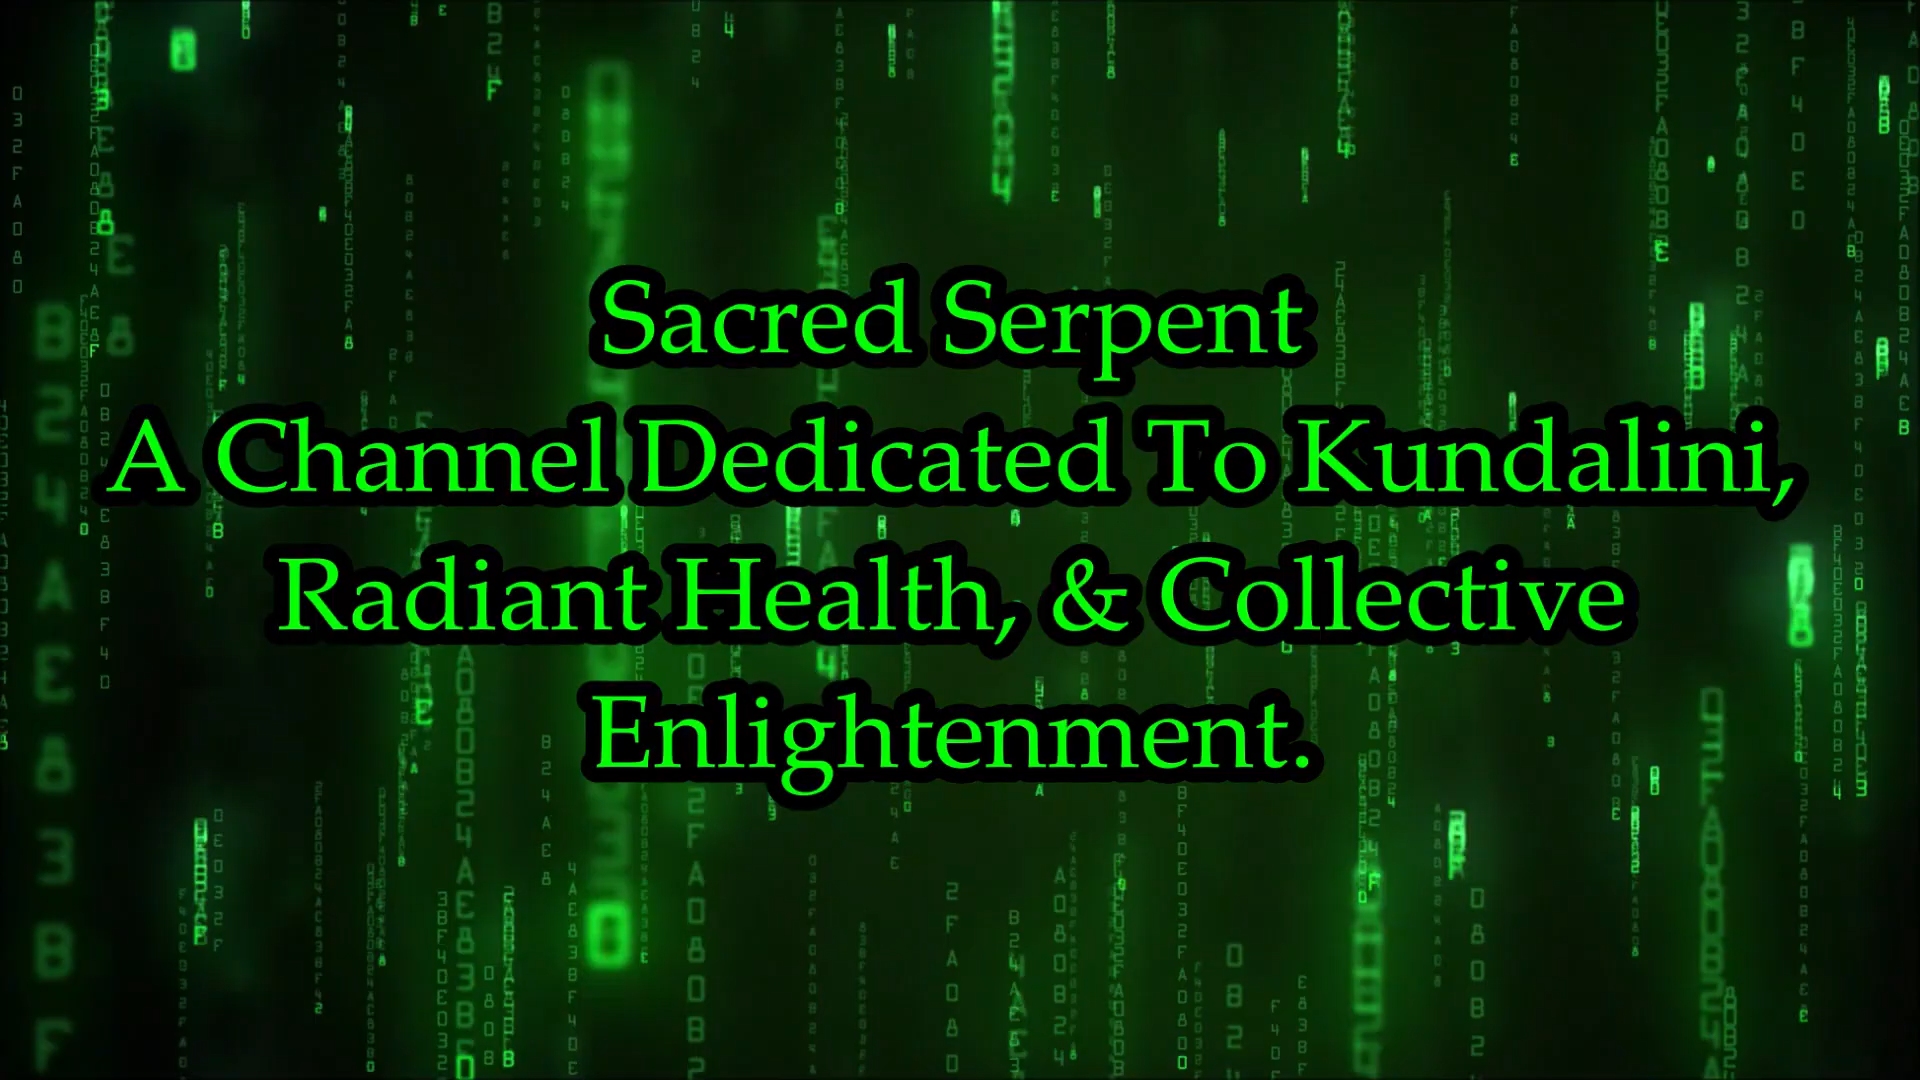 Sacred Serpent
A Channel Dedicated To Kundalini,
Radiant Health, & Collective
Enlightenment.